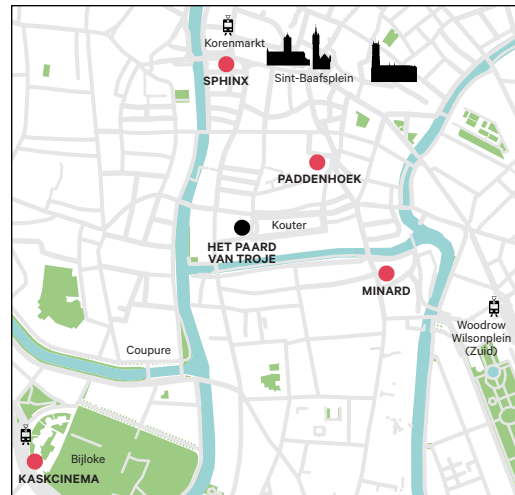 Korenmarkt
SPHINX
Sint-Baafsplein
PADDENHOEK
Kouter
HET PAARD
VAN TROJE
MINARD
Woodrow
Wilsonplein
(Zuid)
Coupure
Bijloke
KASKCINEMA